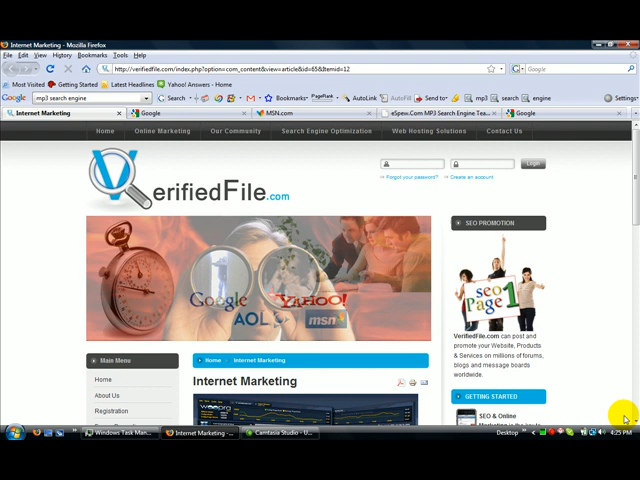 Internet Marketing - Mozilla Firefox
File Edit View History Bookmarks Tools Help
http://verifiedfile.com/index.php?option=com_content&view=article&id=65&Itemid=12
Google
Most Visited Getting Started Latest Headlines Yahoo! Answers - Home
Google mp3 search engine Search PageRank Bookmarks AutoLink AutoFill Send to mp3 search engine Settings
Internet Marketing Google MSN.com eSpew.Com MP3 Search Engine Tea... Google
Home Online Marketing Our Community Search Engine Optimization Web Hosting Solutions Contact Us
Login
Forgot your password? Create an account
VerifiedFile.com
SEO PROMOTION
Google YAHOO!
AOL msn
seo
Page 1
VerifiedFile.com can post and
promote your Website, Products
& Services on millions of forums,
blogs and message boards
worldwide.
Main Menu
Home Internet Marketing
Home
About Us
Registration
Internet Marketing
woopra
GETTING STARTED
SEO & Online
Windows Task Man... Internet Marketing -... Camtasia Studio - U... Desktop 4:25 PM